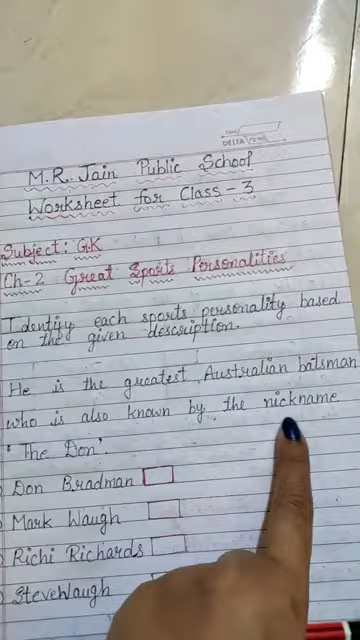 DELTA
M.R. Jain Public School
Worksheet for Class - 3
Subject: GK
Ch-2 Great Sports Personalities
Identify each sports personality based
on the given description.
He is the greatest Australian batsman
who is also known by the nickname
'The Don'.
Don Bradman
Mark Waugh
Richi Richards
SteveWaugh